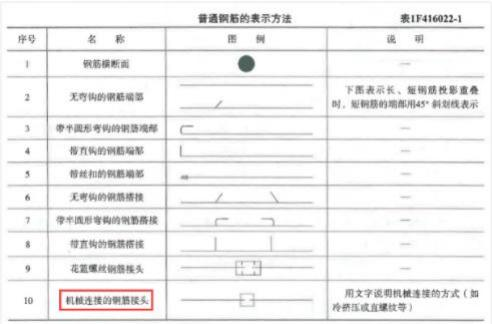 普通钢筋的表示方法 表1F416022-1
序号 名 称 图 例 说 明
1 钢筋横断面 —
2 无弯钩的钢筋端部 下图表示长、短钢筋投影重叠
时，短钢筋的端部用45°斜划线表示
3 带半圆形弯钩的钢筋端部 —
4 带直钩的钢筋端部 —
5 带丝扣的钢筋端部 —
6 无弯钩的钢筋搭接 —
7 带半圆形弯钩的钢筋搭接 —
8 带直钩的钢筋搭接 —
9 花篮螺丝钢筋接头 —
10 机械连接的钢筋接头 用文字说明机械连接的方式（如
冷挤压或直螺纹等）